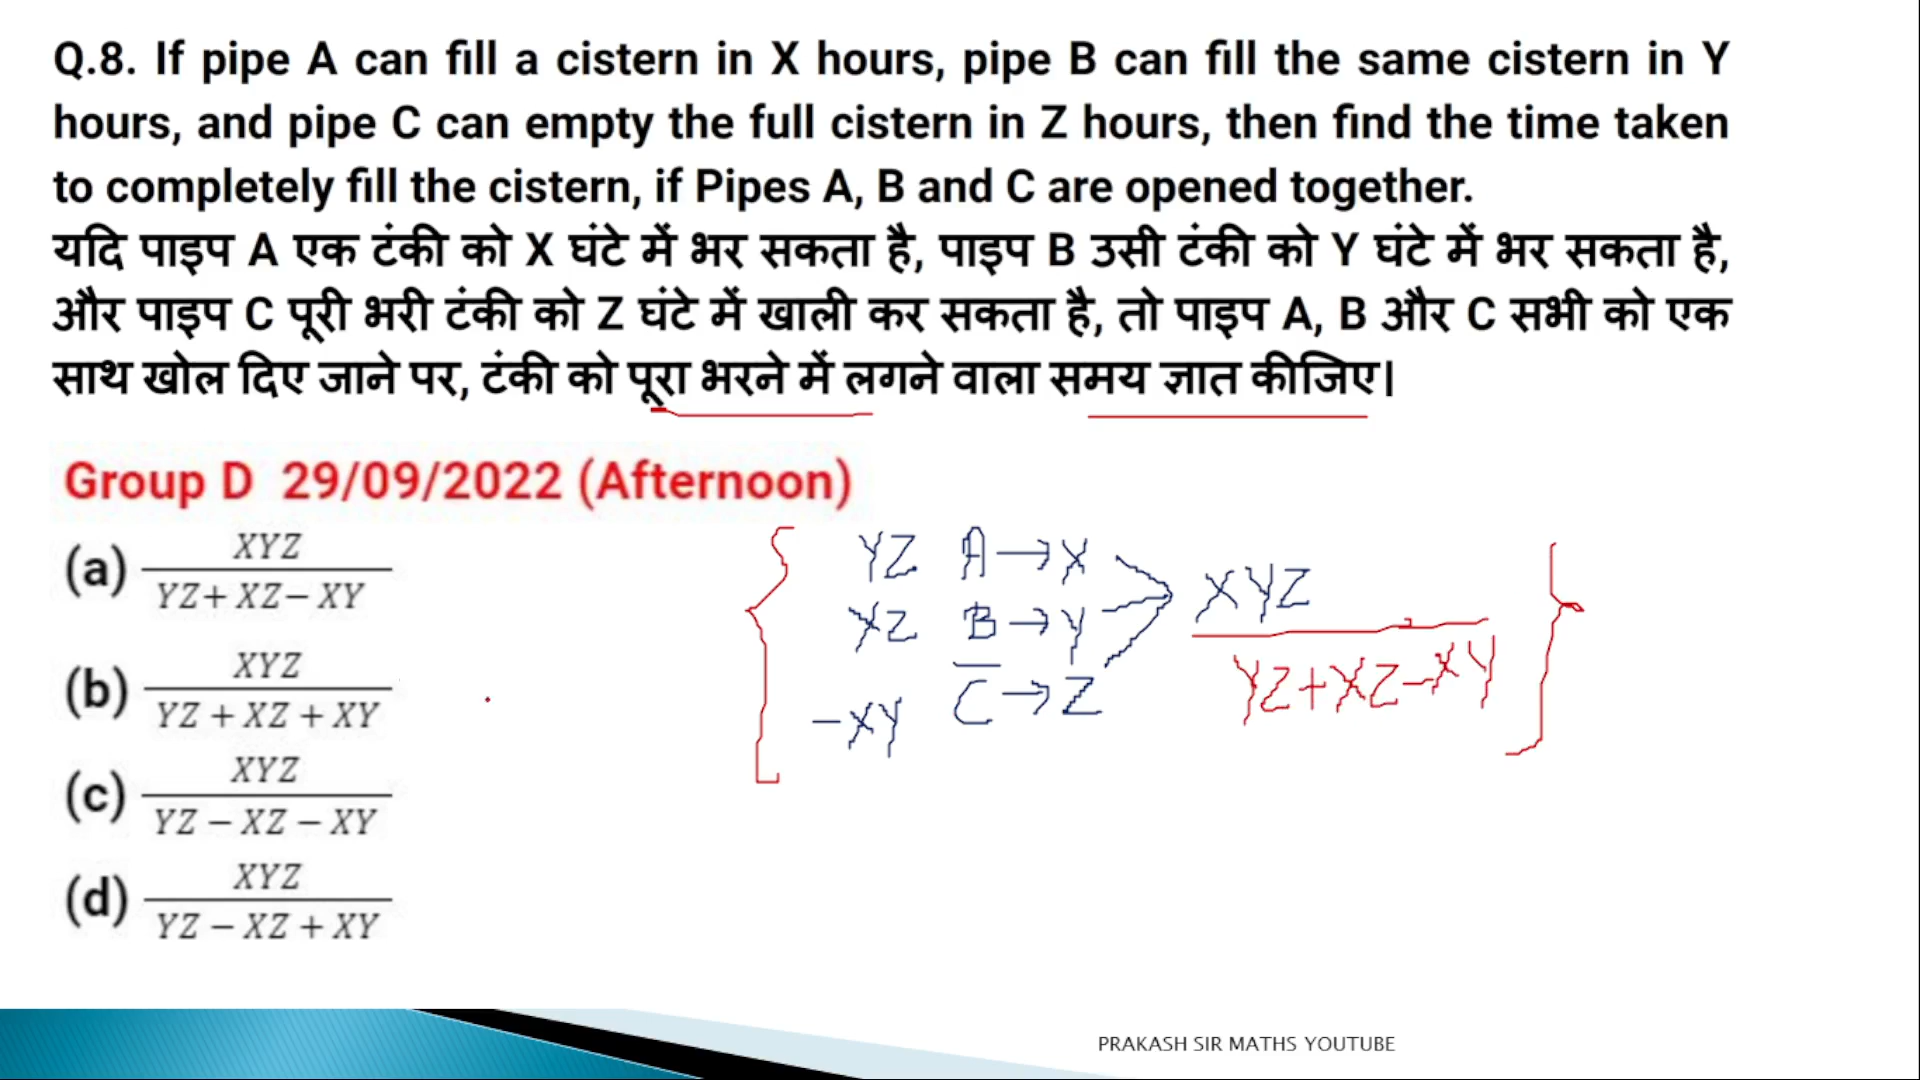 Q.8. If pipe A can fill a cistern in X hours, pipe B can fill the same cistern in Y
hours, and pipe C can empty the full cistern in Z hours, then find the time taken
to completely fill the cistern, if Pipes A, B and C are opened together.
यदि पाइप A एक टंकी को X घंटे में भर सकता है, पाइप B उसी टंकी को Y घंटे में भर सकता है,
और पाइप C पूरी भरी टंकी को Z घंटे में खाली कर सकता है, तो पाइप A, B और C सभी को एक
साथ खोल दिए जाने पर, टंकी को पूरा भरने में लगने वाला समय ज्ञात कीजिए।
Group D 29/09/2022 (Afternoon)
(a) XYZ
YZ+ XZ− XY
(b) XYZ
YZ + XZ + XY
(c) XYZ
YZ − XZ − XY
(d) XYZ
YZ − XZ + XY
YZ A→X
XZ B→Y
-XY C→Z
XYZ
YZ+XZ-XY
PRAKASH SIR MATHS YOUTUBE